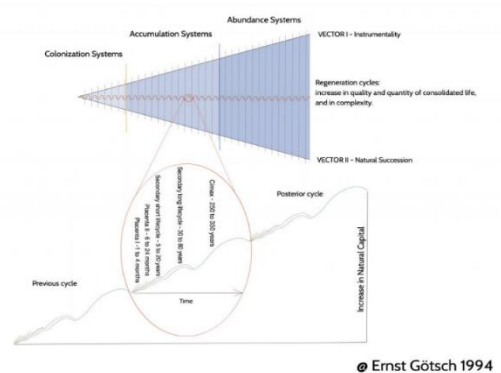 Abundance Systems
Accumulation Systems
Colonization Systems
VECTOR I - Instrumentality
Regeneration cycles:
increase in quality and quantity of consolidated life,
and in complexity.
VECTOR II - Natural Succession
Placenta I - 1 to 4 months
Placenta II - 6 to 24 months
Secondary short lifecycle - 5 to 30 years
Secondary long lifecycle - 30 to 80 years
Climax - 250 to 350 years
Posterior cycle
Previous cycle
Time
Increase in Natural Capital
@ Ernst Götsch 1994